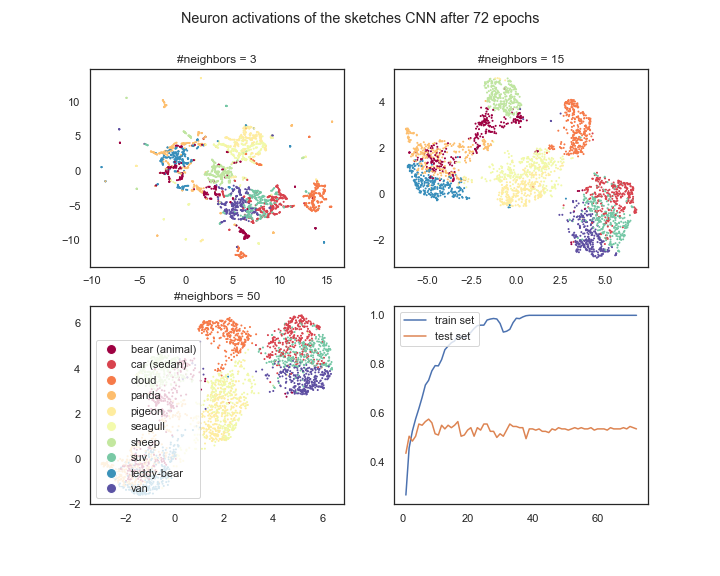 Neuron activations of the sketches CNN after 72 epochs
#neighbors = 3
10
5
0
−5
−10
−10 −5 0 5 10 15
#neighbors = 15
4
2
0
−2
−5.0 −2.5 0.0 2.5 5.0
#neighbors = 50
6
4
2
0
−2
−2 0 2 4 6
bear (animal)
car (sedan)
cloud
panda
pigeon
seagull
sheep
suv
teddy-bear
van
1.0
0.8
0.6
0.4
0 20 40 60
train set
test set